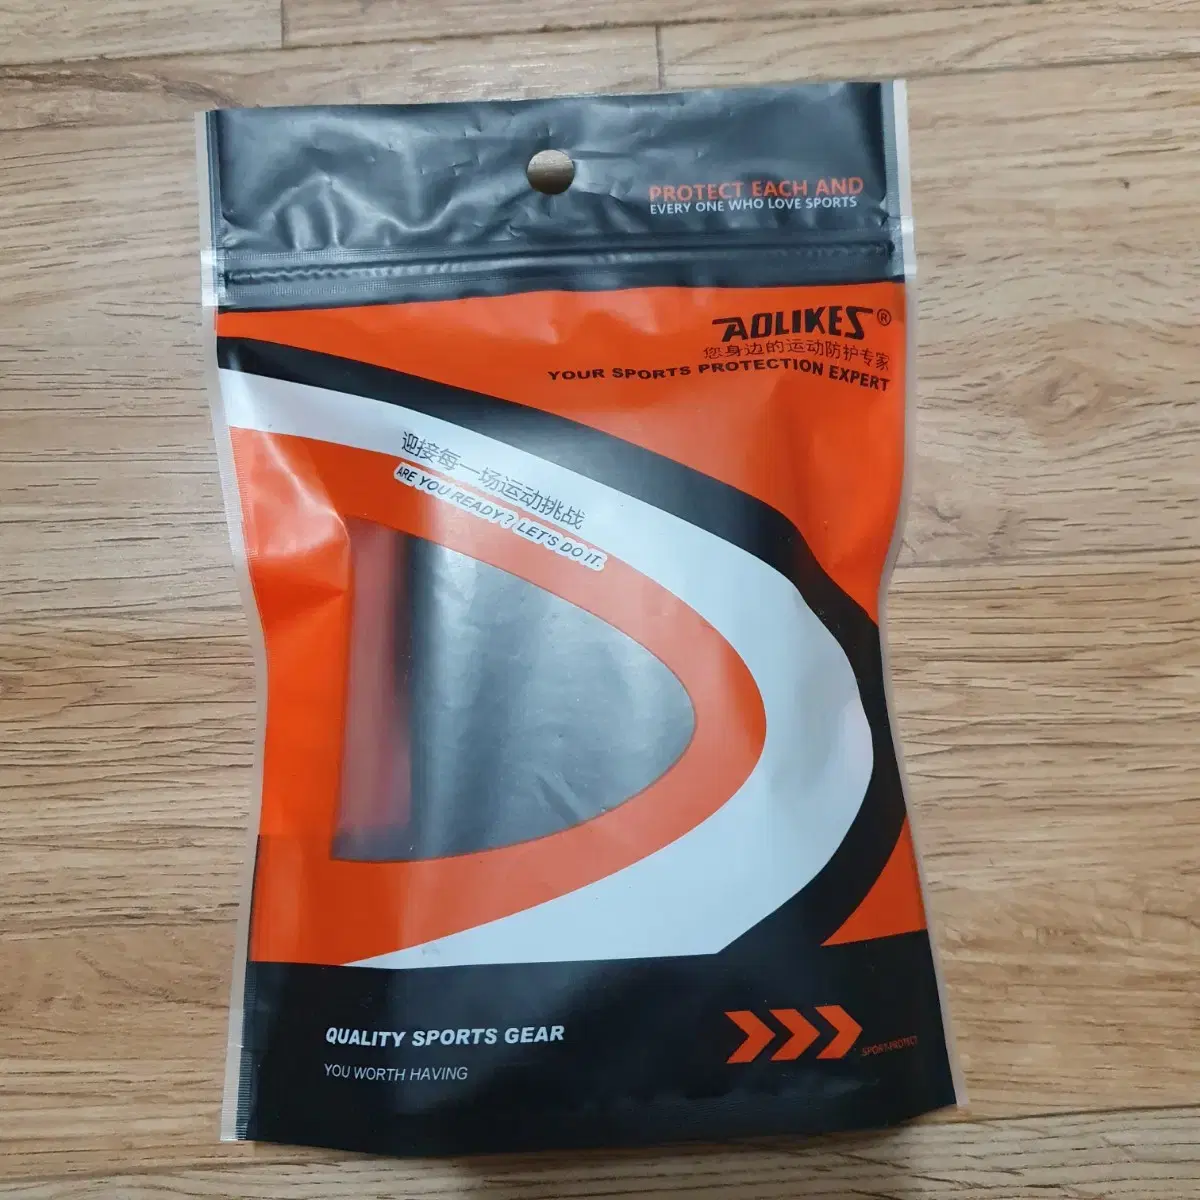 PROTECT EACH AND
EVERY ONE WHO LOVE SPORTS
AOLIKES®
您身边的运动防护专家
YOUR SPORTS PROTECTION EXPERT
迎接每一场运动挑战
ARE YOU READY? LET'S DO IT.
QUALITY SPORTS GEAR
YOU WORTH HAVING
SPORT-PROTECT